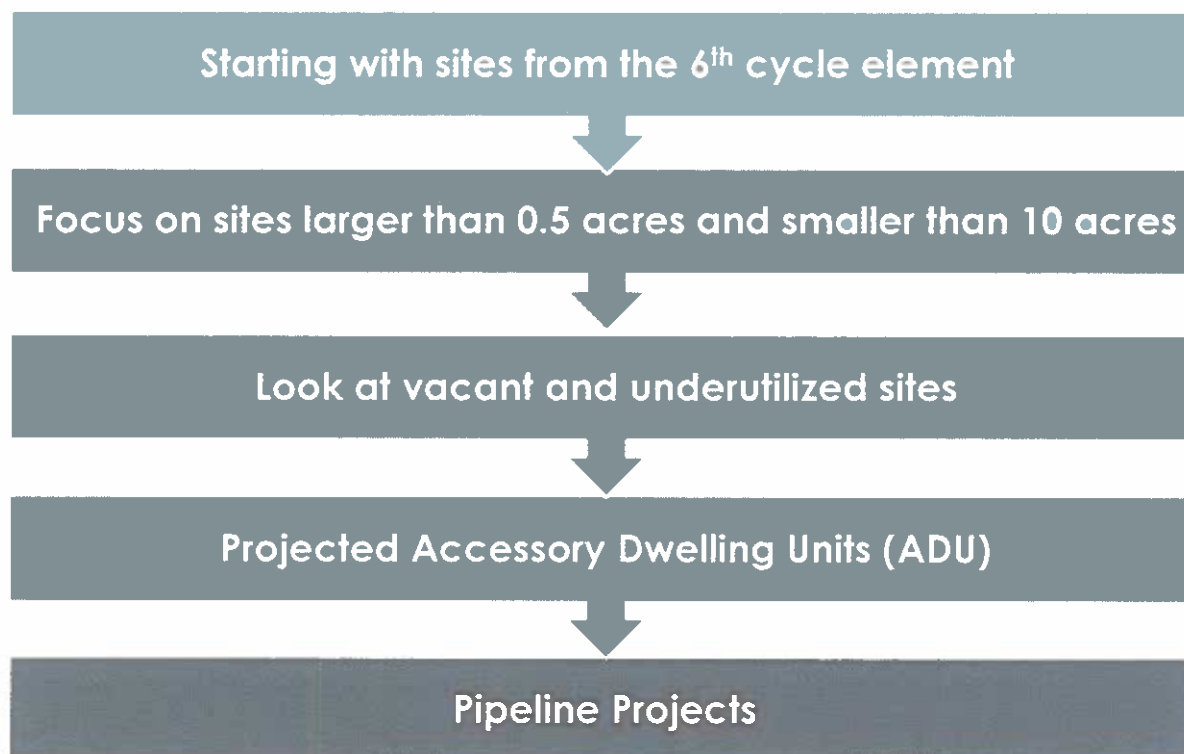 Starting with sites from the 6th cycle element
Focus on sites larger than 0.5 acres and smaller than 10 acres
Look at vacant and underutilized sites
Projected Accessory Dwelling Units (ADU)
Pipeline Projects